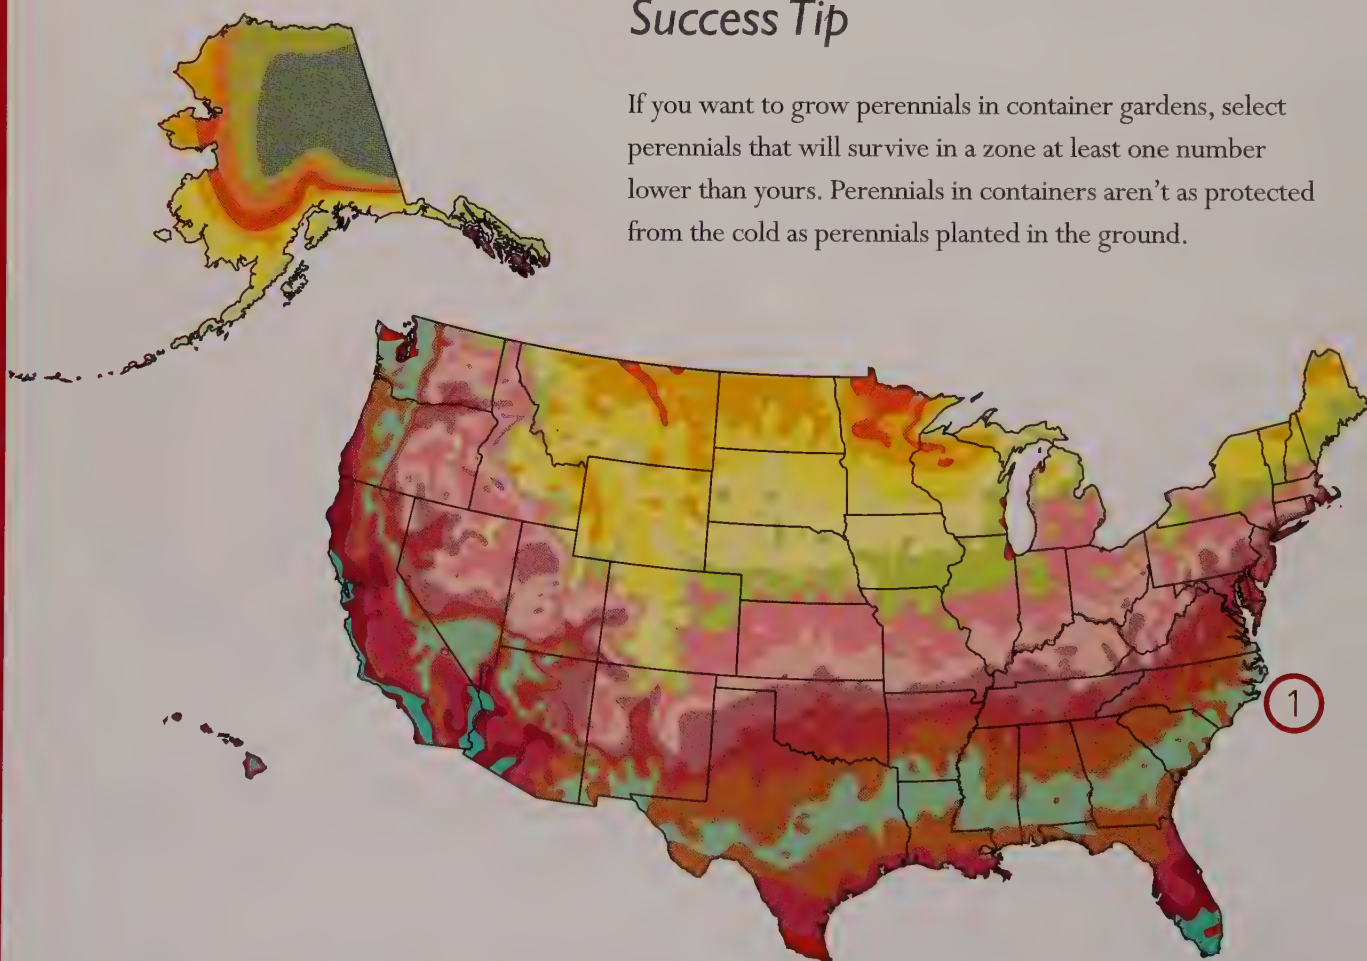 Success Tip
If you want to grow perennials in container gardens, select
perennials that will survive in a zone at least one number
lower than yours. Perennials in containers aren't as protected
from the cold as perennials planted in the ground.
1